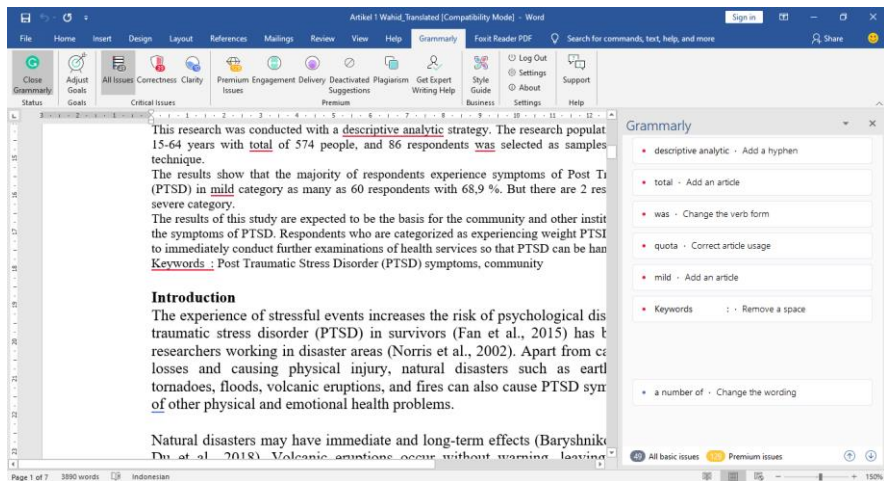 Artikel 1 Wahid_Translated [Compatibility Mode] - Word
Sign in
File Home Insert Design Layout References Mailings Review View Help Grammarly Foxit Reader PDF Search for commands, text, help, and more Share
Close Grammarly
Adjust Goals
All Issues Correctness Clarity
Premium Issues
Engagement Delivery
Deactivated Suggestions
Plagiarism
Get Expert Writing Help
Style Guide
Log Out
Settings
About
Support
Status Goals Critical Issues Premium Business Settings Help
This research was conducted with a descriptive analytic strategy. The research populat
15-64 years with total of 574 people, and 86 respondents was selected as samples
technique.
The results show that the majority of respondents experience symptoms of Post Tr
(PTSD) in mild category as many as 60 respondents with 68,9 %. But there are 2 res
severe category.
The results of this study are expected to be the basis for the community and other instit
the symptoms of PTSD. Respondents who are categorized as experiencing weight PTSI
to immediately conduct further examinations of health services so that PTSD can be han
Keywords : Post Traumatic Stress Disorder (PTSD) symptoms, community
Introduction
The experience of stressful events increases the risk of psychological dis
traumatic stress disorder (PTSD) in survivors (Fan et al., 2015) has b
researchers working in disaster areas (Norris et al., 2002). Apart from ca
losses and causing physical injury, natural disasters such as eart
tornadoes, floods, volcanic eruptions, and fires can also cause PTSD sym
of other physical and emotional health problems.
Natural disasters may have immediate and long-term effects (Baryshnik
Du et al., 2018). Volcanic eruptions occur without warning, leaving
Grammarly
descriptive analytic · Add a hyphen
total · Add an article
was · Change the verb form
quota · Correct article usage
mild · Add an article
Keywords : · Remove a space
a number of · Change the wording
49 All basic issues Premium issues
Page 1 of 7 3890 words Indonesian 150%